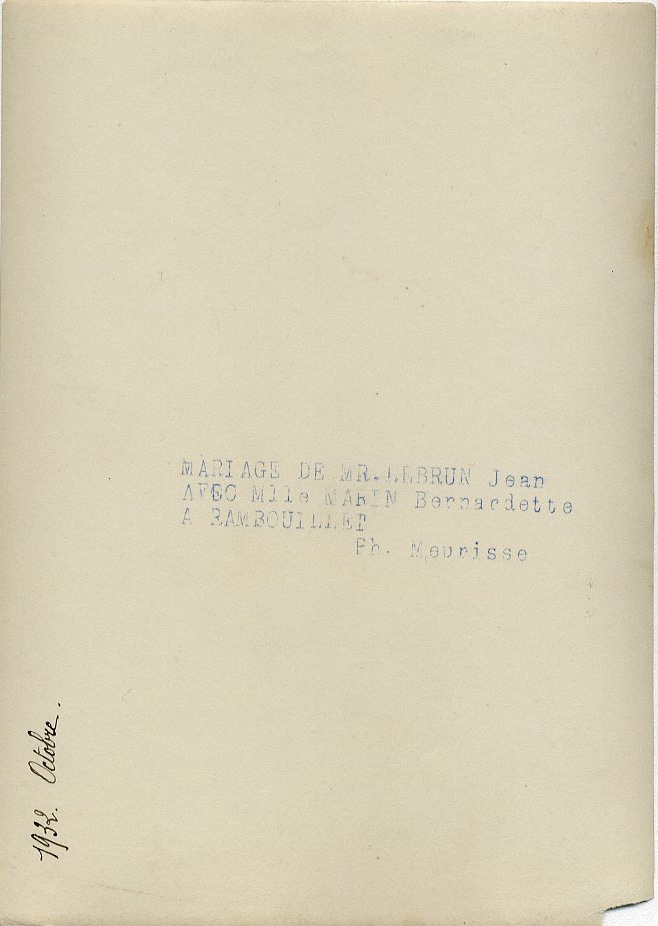 MARIAGE DE MR.LEBRUN Jean
AVEC Mlle MARIN Bernardette
A RAMBOUILLET
Ph. Meurisse
1932. Octobre.